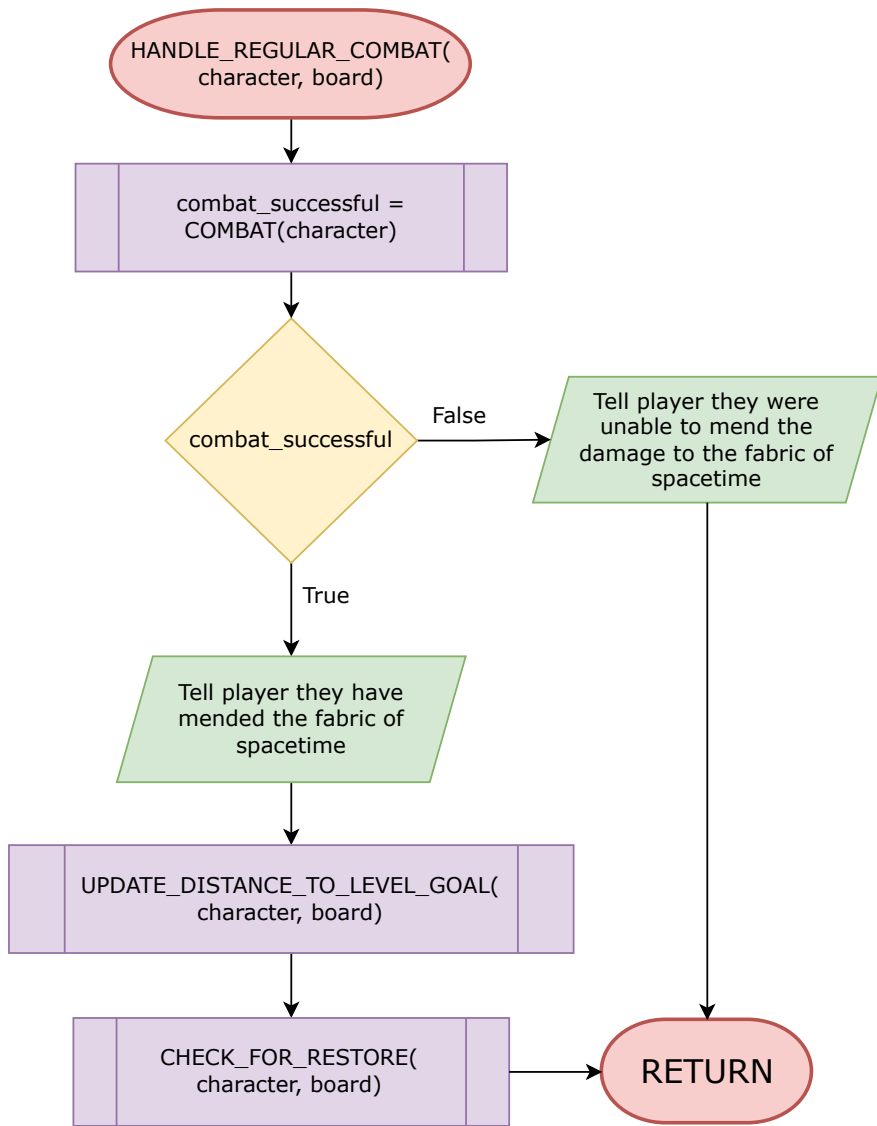 HANDLE_REGULAR_COMBAT(
character, board)
combat_successful =
COMBAT(character)
combat_successful
False
Tell player they were
unable to mend the
damage to the fabric of
spacetime
True
Tell player they have
mended the fabric of
spacetime
UPDATE_DISTANCE_TO_LEVEL_GOAL(
character, board)
CHECK_FOR_RESTORE(
character, board)
RETURN